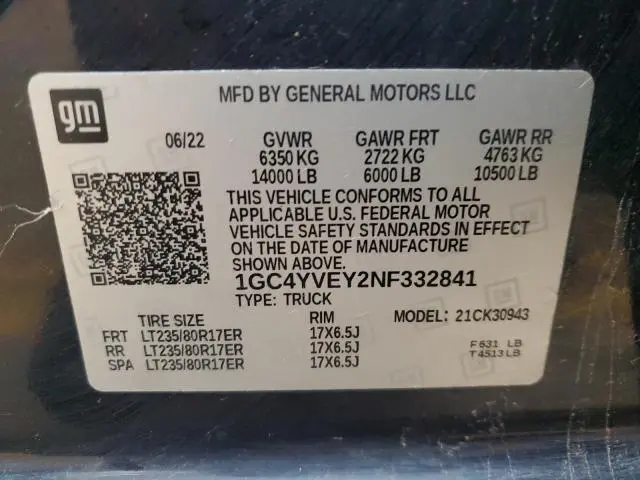 gm
MFD BY GENERAL MOTORS LLC
06/22 GVWR GAWR FRT GAWR RR
6350 KG 2722 KG 4763 KG
14000 LB 6000 LB 10500 LB
THIS VEHICLE CONFORMS TO ALL
APPLICABLE U.S. FEDERAL MOTOR
VEHICLE SAFETY STANDARDS IN EFFECT
ON THE DATE OF MANUFACTURE
SHOWN ABOVE.
1GC4YVEY2NF332841
TYPE: TRUCK
TIRE SIZE RIM MODEL: 21CK30943
FRT LT235/80R17ER 17X6.5J
RR LT235/80R17ER 17X6.5J
SPA LT235/80R17ER 17X6.5J
F631 LB
T4513LB